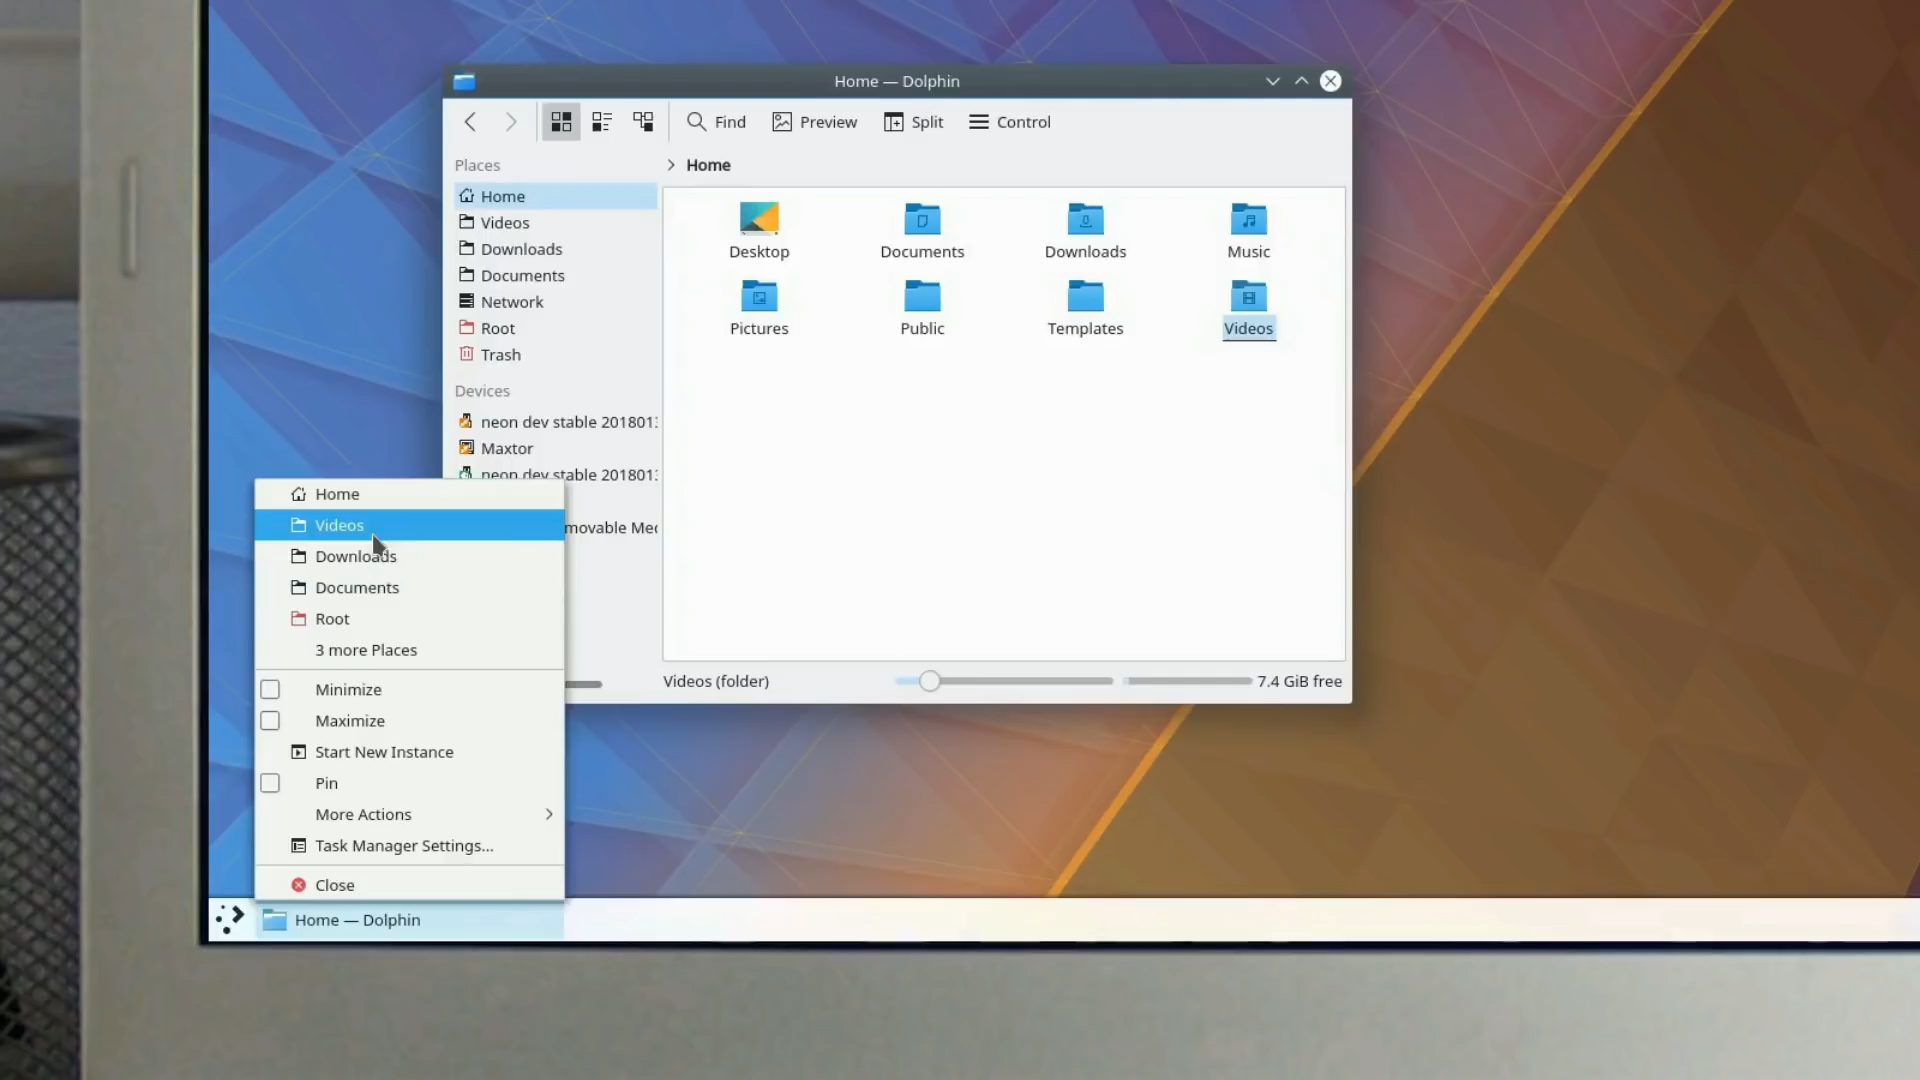 Home — Dolphin
Find Preview Split Control
Places
Home
Videos
Downloads
Documents
Network
Root
Trash
Devices
neon dev stable 201801
Maxtor
neon dev stable 201801
movable Med
Home
Desktop Documents Downloads Music
Pictures Public Templates Videos
Videos (folder) 7.4 GiB free
Home
Videos
Downloads
Documents
Root
3 more Places
Minimize
Maximize
Start New Instance
Pin
More Actions
Task Manager Settings...
Close
Home — Dolphin